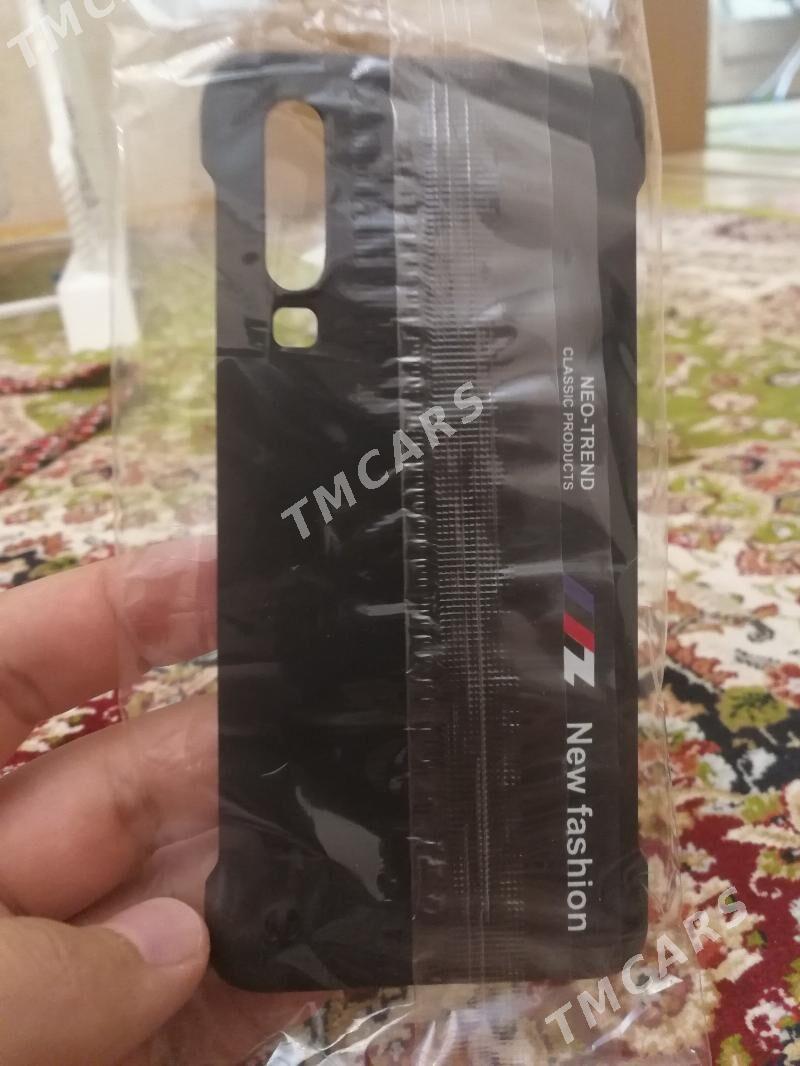 TMCARS
NEO-TREND
CLASSIC PRODUCTS
TMCARS
New fashion
TMCARS